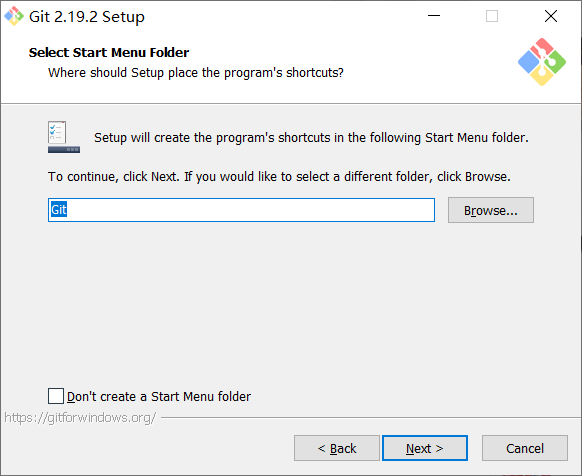 Git 2.19.2 Setup
Select Start Menu Folder
Where should Setup place the program's shortcuts?
Setup will create the program's shortcuts in the following Start Menu folder.
To continue, click Next. If you would like to select a different folder, click Browse.
Git
Browse...
Don't create a Start Menu folder
https://gitforwindows.org/
< Back
Next >
Cancel